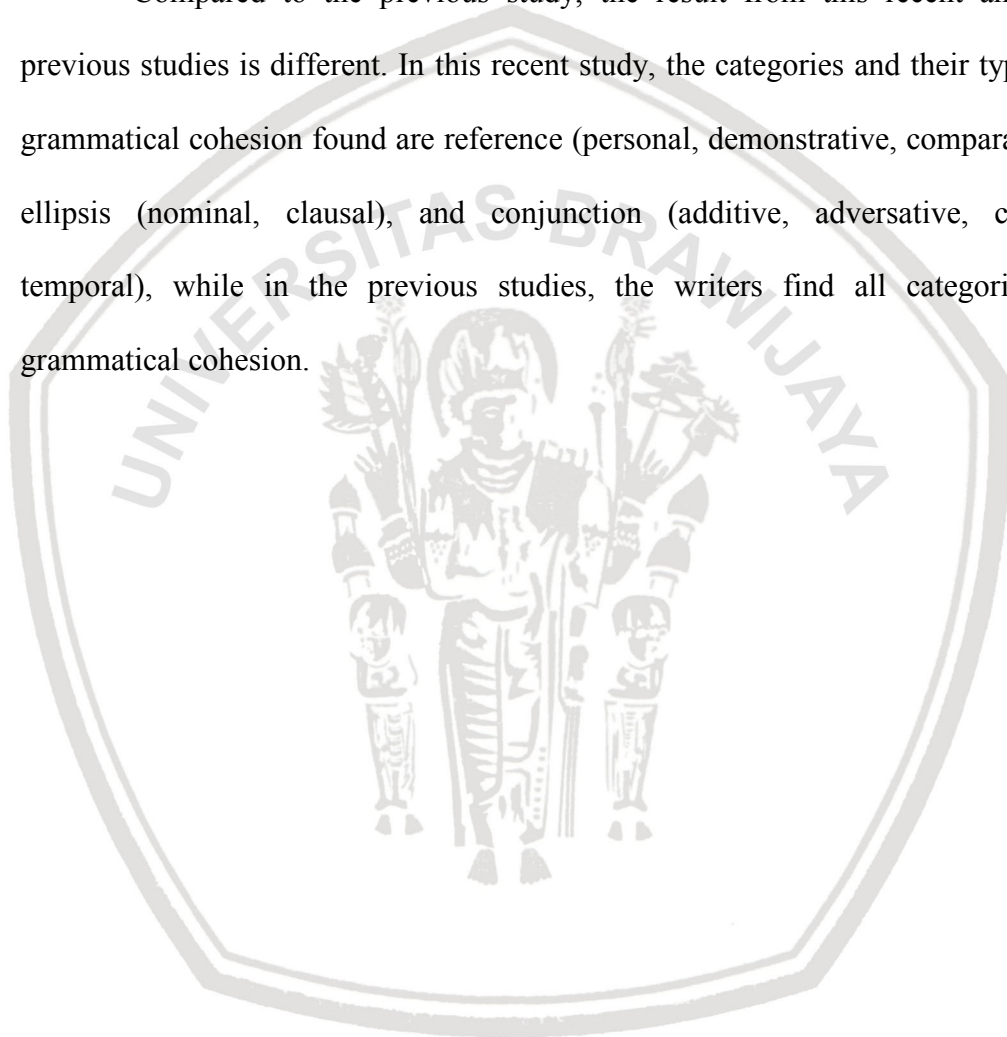 Compared to the previous study, the result from this recent
previous studies is different. In this recent study, the categories and their
grammatical cohesion found are reference (personal, demonstrative,
ellipsis (nominal, clausal), and conjunction (additive, adversative,
temporal), while in the previous studies, the writers find all
grammatical cohesion.
UNIVERSITAS BRAWIJAYA